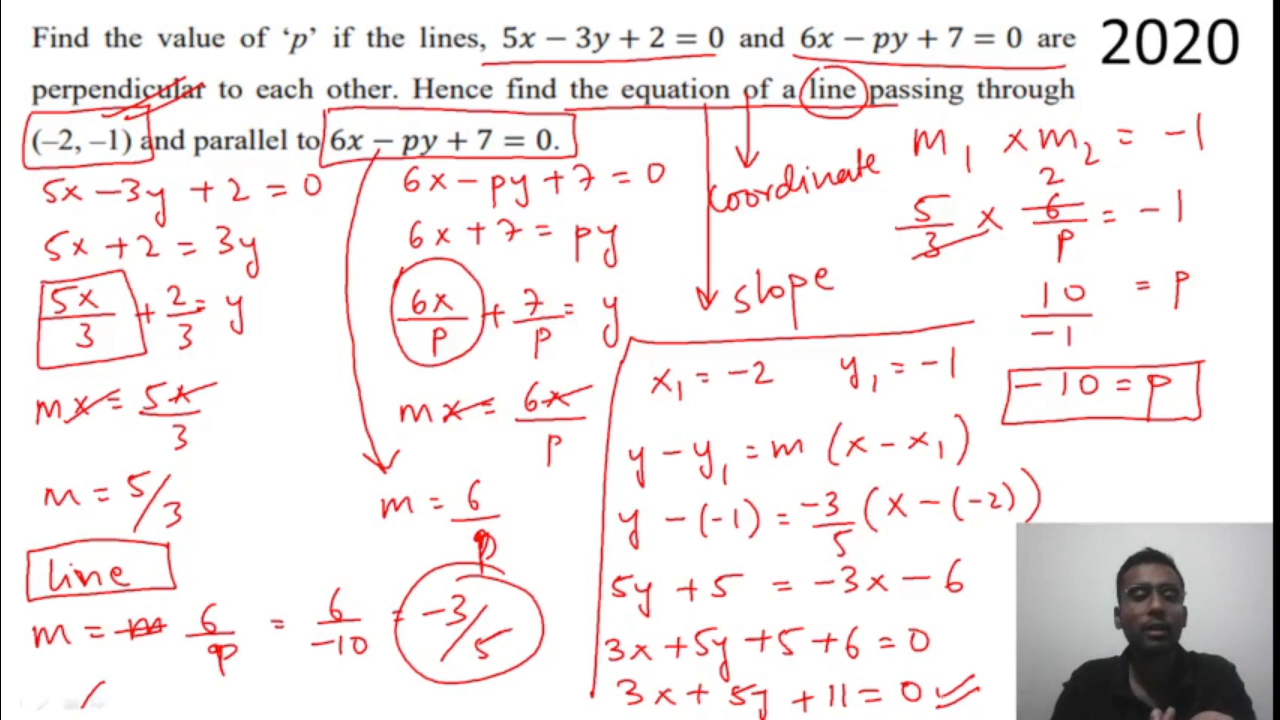 Find the value of ‘p’ if the lines, 5x − 3y + 2 = 0 and 6x − py + 7 = 0 are
perpendicular to each other. Hence find the equation of a line passing through
(−2, −1) and parallel to 6x − py + 7 = 0.
2020
5x − 3y + 2 = 0
5x + 2 = 3y
5x/3 + 2/3 = y
mx = 5x/3
m = 5/3
line
m = m 6/p = 6/-10 = -3/5
6x − py + 7 = 0
6x + 7 = py
6x/p + 7/p = y
mx = 6x/p
m = 6/p
coordinate
slope
m₁ × m₂ = −1
5/3 × 6/p = −1
2
10/-1 = p
−10 = p
x₁ = −2 y₁ = −1
y − y₁ = m (x − x₁)
y − (−1) = −3/5 (x − (−2))
5y + 5 = −3x − 6
3x + 5y + 5 + 6 = 0
3x + 5y + 11 = 0